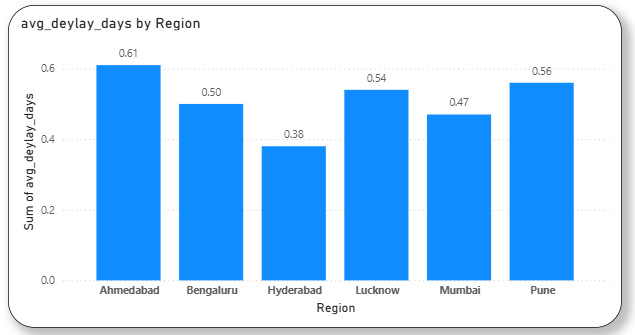 avg_deylay_days by Region
Sum of avg_deylay_days
0.6
0.4
0.2
0.0
0.61
0.50
0.38
0.54
0.47
0.56
Ahmedabad
Bengaluru
Hyderabad
Lucknow
Mumbai
Pune
Region